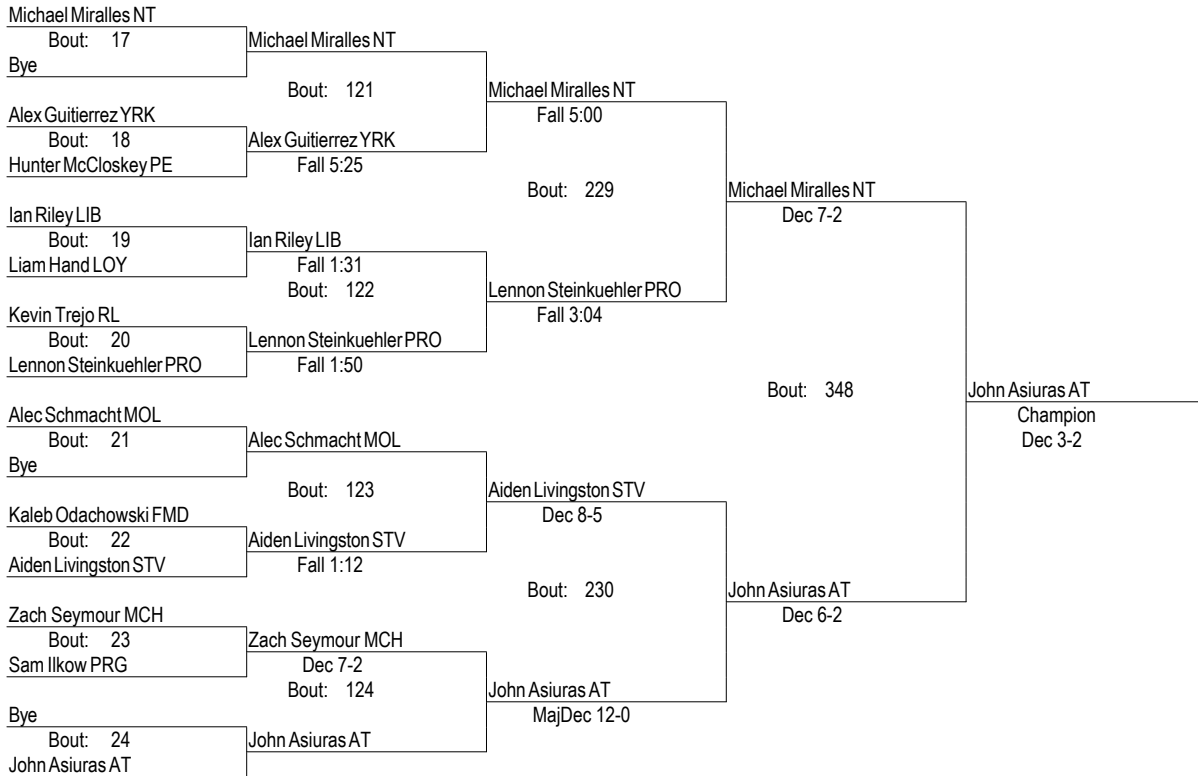 Michael Miralles NT
Bout: 17
Michael Miralles NT
Bye
Bout: 121
Michael Miralles NT
Alex Guitierrez YRK
Fall 5:00
Bout: 18
Alex Guitierrez YRK
Hunter McCloskey PE
Fall 5:25
Bout: 229
Michael Miralles NT
Ian Riley LIB
Dec 7-2
Bout: 19
Ian Riley LIB
Liam Hand LOY
Fall 1:31
Bout: 122
Lennon Steinkuehler PRO
Kevin Trejo RL
Fall 3:04
Bout: 20
Lennon Steinkuehler PRO
Lennon Steinkuehler PRO
Fall 1:50
Bout: 348
John Asiuras AT
Alec Schmacht MOL
Champion
Bout: 21
Alec Schmacht MOL
Dec 3-2
Bye
Bout: 123
Aiden Livingston STV
Kaleb Odachowski FMD
Dec 8-5
Bout: 22
Aiden Livingston STV
Aiden Livingston STV
Fall 1:12
Bout: 230
John Asiuras AT
Zach Seymour MCH
Dec 6-2
Bout: 23
Zach Seymour MCH
Sam Ilkow PRG
Dec 7-2
Bout: 124
John Asiuras AT
Bye
MajDec 12-0
Bout: 24
John Asiuras AT
John Asiuras AT